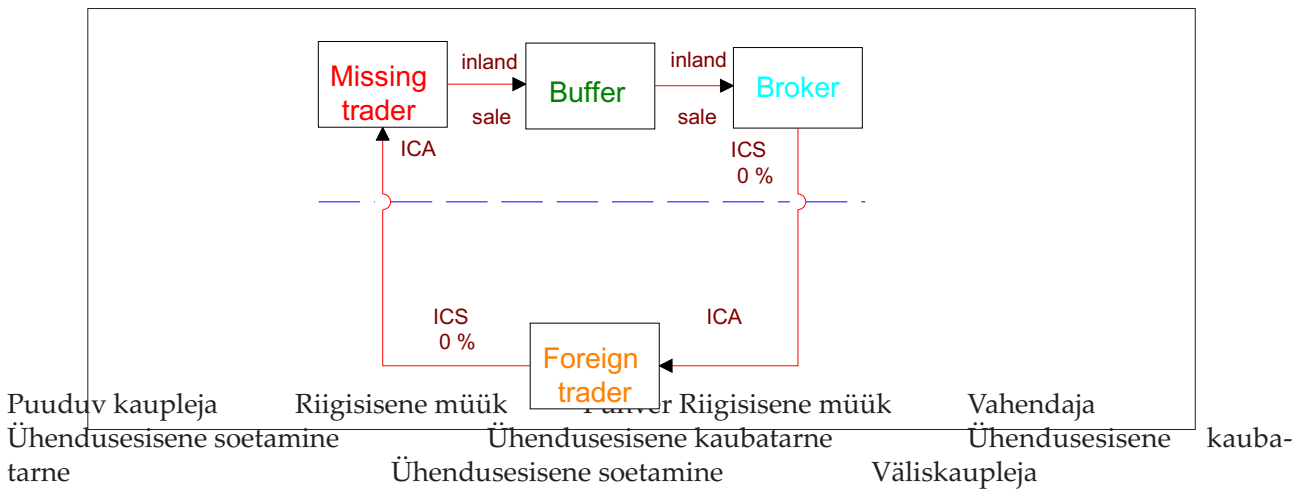 inland
inland
Missing
trader
Buffer
Broker
sale
sale
ICA
ICS
0 %
ICS
0 %
ICA
Foreign
trader
Puuduv kaupleja Riigisisene müük Puhver Riigisisene müük Vahendaja
Ühendusesisene soetamine Ühendusesisene kaubatarne Ühendusesisene kauba-
tarne Ühendusesisene soetamine Väliskaupleja